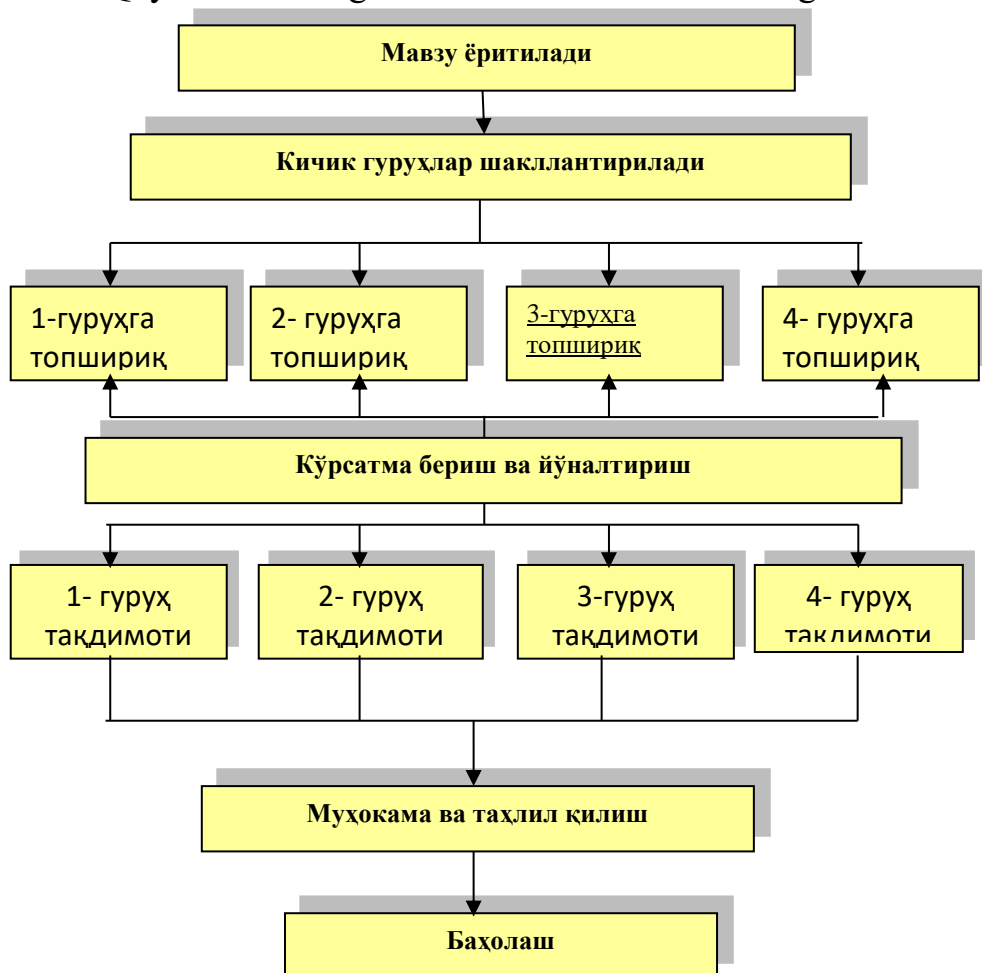 Мавзу ёритилади
Кичик гуруҳлар шакллантирилади
1-гуруҳга
топшириқ
2- гуруҳга
топшириқ
3-гуруҳга
топшириқ
4- гуруҳга
топшириқ
Кўрсатма бериш ва йўналтириш
1- гуруҳ
тақдимоти
2- гуруҳ
тақдимоти
3-гуруҳ
тақдимоти
4- гуруҳ
тақдимоти
Муҳокама ва таҳлил қилиш
Баҳолаш